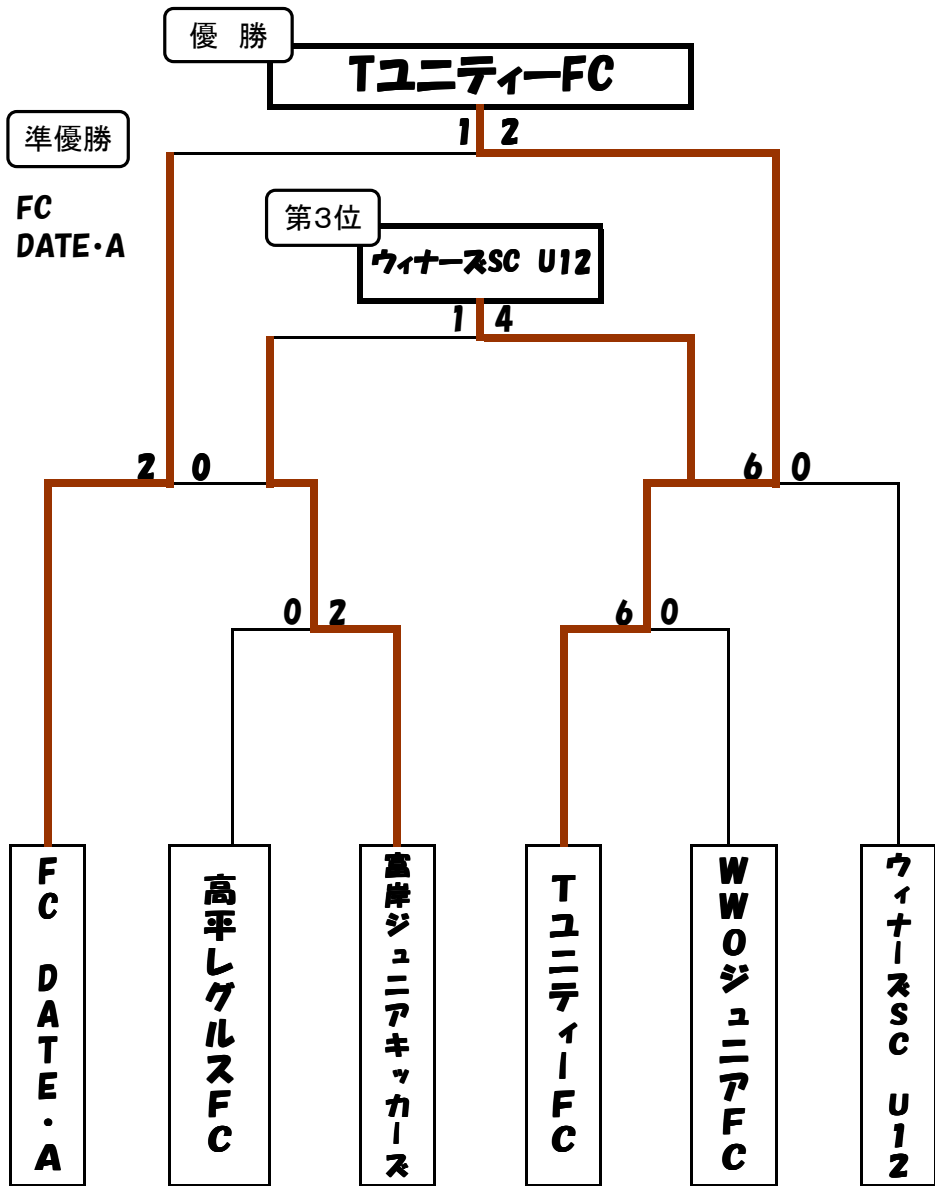 優 勝
TユニティーFC
1 2
準優勝
FC
DATE・A
第3位
ウィナーズSC U12
1 4
2 0
6 0
0 2
6 0
FC DATE・A
高平レグルスFC
富岸ジュニアキッカーズ
TユニティーFC
WWOジュニアFC
ウィナーズSC U12